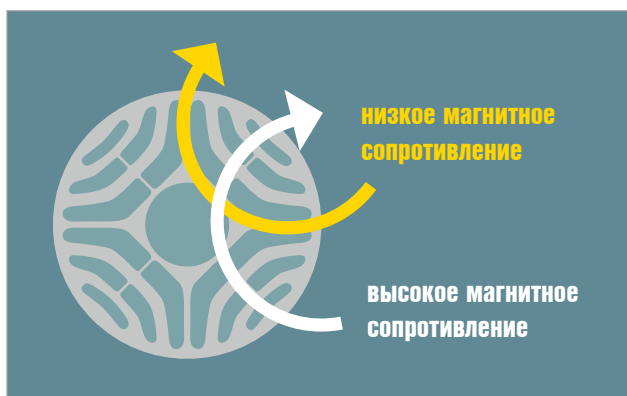 низкое магнитное
сопротивление
высокое магнитное
сопротивление